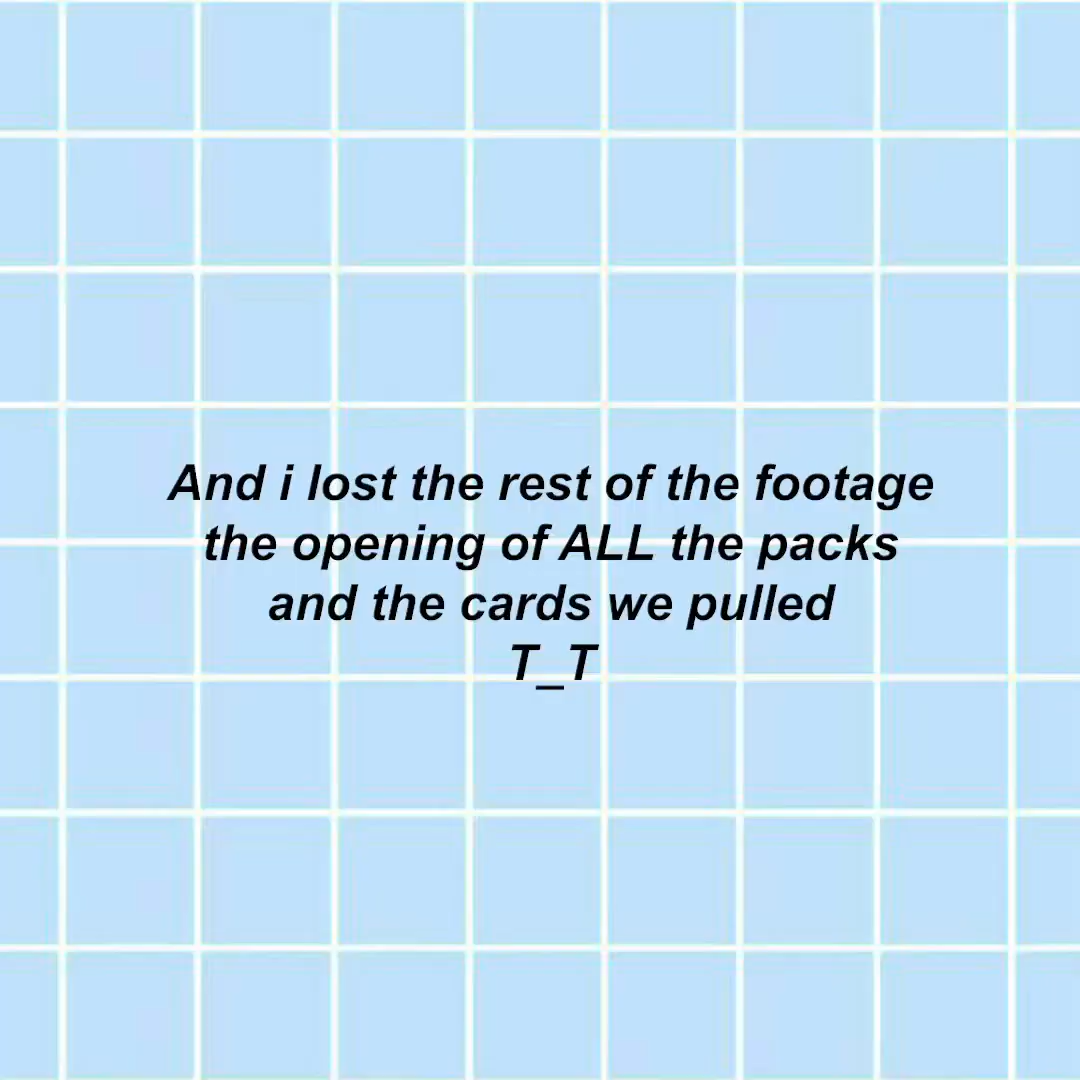 And i lost the rest of the footage
the opening of ALL the packs
and the cards we pulled
T_T